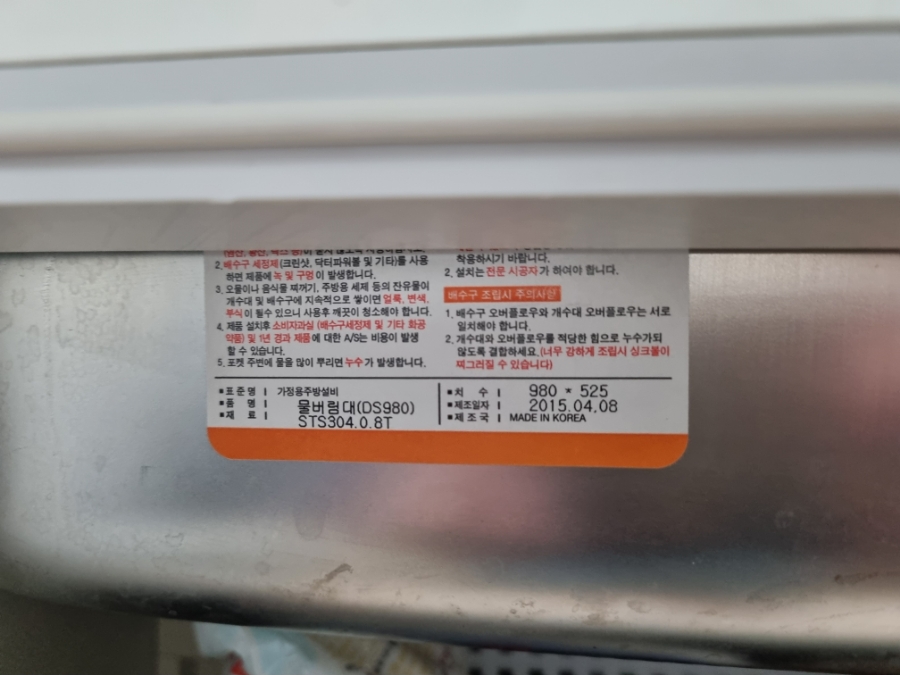 2. 배수구 세정제(크린샷, 닥터파워볼 및 기타)를 사용
하면 제품에 녹 및 구멍이 발생합니다.
3. 오물이나 음식물 찌꺼기, 주방용 세제 등의 잔유물이
개수대 및 배수구에 지속적으로 쌓이면 얼룩, 변색,
부식이 될수 있으니 사용후 깨끗이 청소해야 합니다.
4. 제품 설치후 소비자과실 (배수구세정제 및 기타 화공
약품) 및 1년 경과 제품에 대한 A/S는 비용이 발생
할 수 있습니다.
5. 포켓 주변에 물을 많이 뿌리면 누수가 발생합니다.
착용하시기 바랍니다.
2. 설치는 전문 시공자가 하여야 합니다.
배수구 조립시 주의사항
1. 배수구 오버플로우와 개수대 오버플로우는 서로
일치해야 합니다.
2. 개수대와 오버플로우를 적당한 힘으로 누수가되
않도록 결합하세요.(너무 강하게 조립시 싱크볼이
찌그러질 수 있습니다)
■ 표 준 명 | 가정용주방설비
■ 품 명 | 물버림대(DS980)
■ 재 료 | STS304.0.8T
■ 치 수 | 980 * 525
■ 제조일자 | 2015.04.08
■ 제 조 국 | MADE IN KOREA